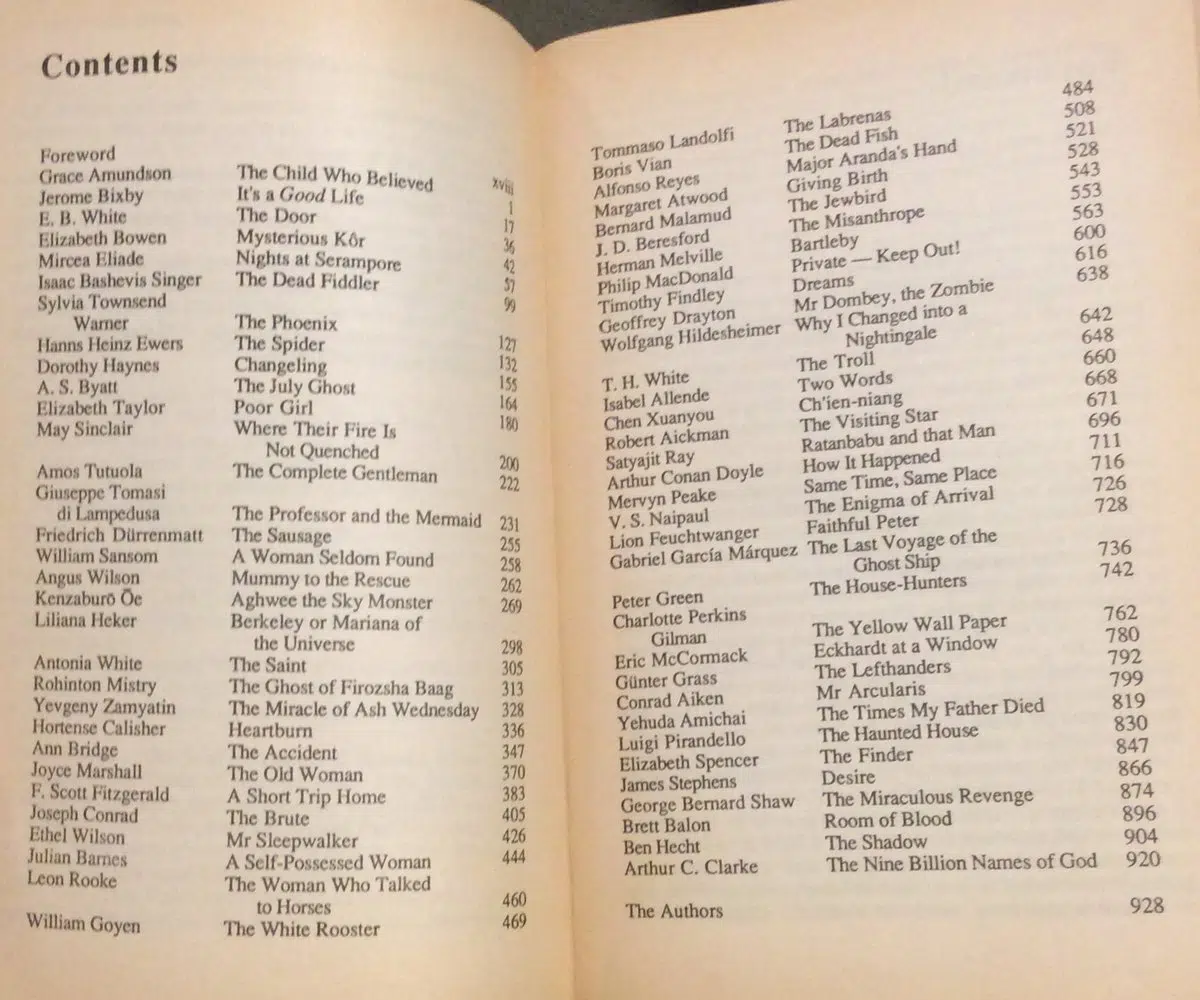 Contents
Foreword xviii
Grace Amundson The Child Who Believed 1
Jerome Bixby It's a Good Life 17
E. B. White The Door 36
Elizabeth Bowen Mysterious Kôr 42
Mircea Eliade Nights at Serampore 57
Isaac Bashevis Singer The Dead Fiddler 99
Sylvia Townsend
Warner The Phoenix 127
Hanns Heinz Ewers The Spider 132
Dorothy Haynes Changeling 155
A. S. Byatt The July Ghost 164
Elizabeth Taylor Poor Girl 180
May Sinclair Where Their Fire Is
Not Quenched 200
Amos Tutuola The Complete Gentleman 222
Giuseppe Tomasi
di Lampedusa The Professor and the Mermaid 231
Friedrich Dürrenmatt The Sausage 255
William Sansom A Woman Seldom Found 258
Angus Wilson Mummy to the Rescue 262
Kenzaburō Ōe Aghwee the Sky Monster 269
Liliana Heker Berkeley or Mariana of
the Universe 298
Antonia White The Saint 305
Rohinton Mistry The Ghost of Firozsha Baag 313
Yevgeny Zamyatin The Miracle of Ash Wednesday 328
Hortense Calisher Heartburn 336
Ann Bridge The Accident 347
Joyce Marshall The Old Woman 370
F. Scott Fitzgerald A Short Trip Home 383
Joseph Conrad The Brute 405
Ethel Wilson Mr Sleepwalker 426
Julian Barnes A Self-Possessed Woman 444
Leon Rooke The Woman Who Talked
to Horses 460
William Goyen The White Rooster 469
Tommaso Landolfi The Labrenas 484
Boris Vian The Dead Fish 508
Alfonso Reyes Major Aranda's Hand 521
Margaret Atwood Giving Birth 528
Bernard Malamud The Jewbird 543
J. D. Beresford The Misanthrope 553
Herman Melville Bartleby 563
Philip MacDonald Private — Keep Out! 600
Timothy Findley Dreams 616
Geoffrey Drayton Mr Dombey, the Zombie 638
Wolfgang Hildesheimer Why I Changed into a
Nightingale 642
T. H. White The Troll 648
Isabel Allende Two Words 660
Chen Xuanyou Ch'ien-niang 668
Robert Aickman The Visiting Star 671
Satyajit Ray Ratanbabu and that Man 696
Arthur Conan Doyle How It Happened 711
Mervyn Peake Same Time, Same Place 716
V. S. Naipaul The Enigma of Arrival 726
Lion Feuchtwanger Faithful Peter 728
Gabriel García Márquez The Last Voyage of the
Ghost Ship 736
Peter Green The House-Hunters 742
Charlotte Perkins
Gilman The Yellow Wall Paper 762
Eric McCormack Eckhardt at a Window 780
Günter Grass The Lefthanders 792
Conrad Aiken Mr Arcularis 799
Yehuda Amichai The Times My Father Died 819
Luigi Pirandello The Haunted House 830
Elizabeth Spencer The Finder 847
James Stephens Desire 866
George Bernard Shaw The Miraculous Revenge 874
Brett Balon Room of Blood 896
Ben Hecht The Shadow 904
Arthur C. Clarke The Nine Billion Names of God 920
The Authors 928